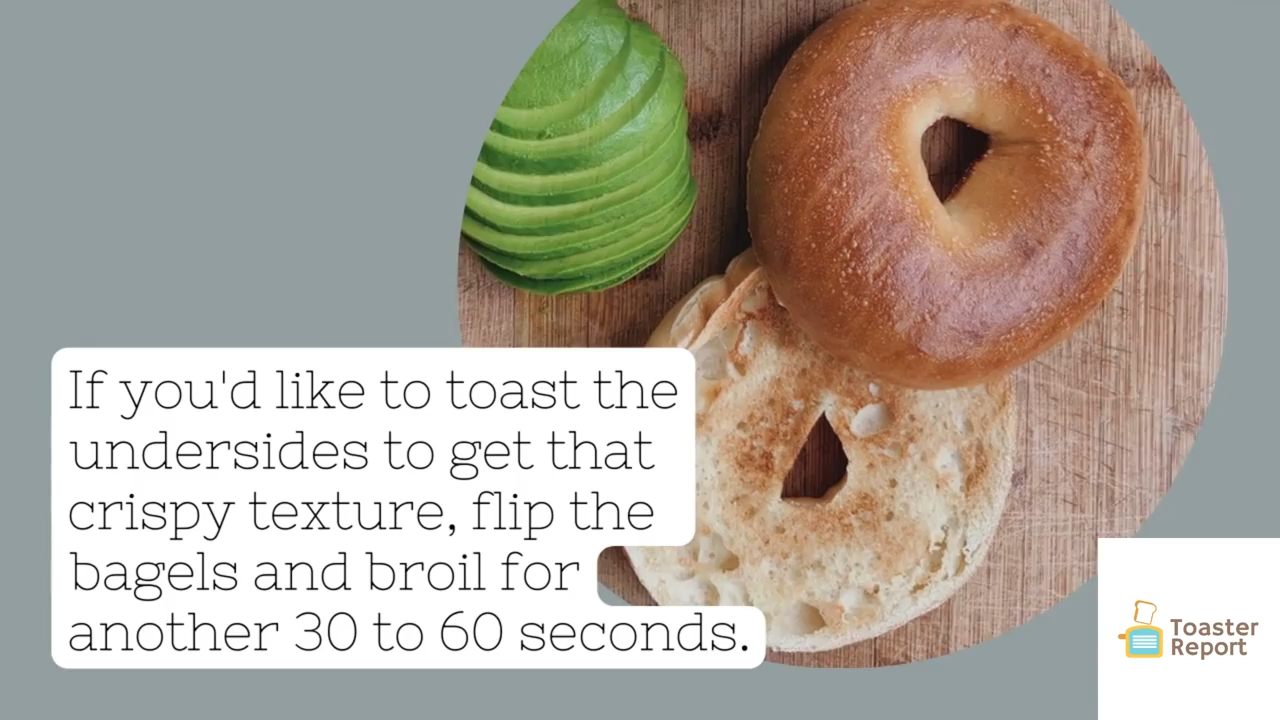 If you'd like to toast the
undersides to get that
crispy texture, flip the
bagels and broil for
another 30 to 60 seconds.
Toaster
Report